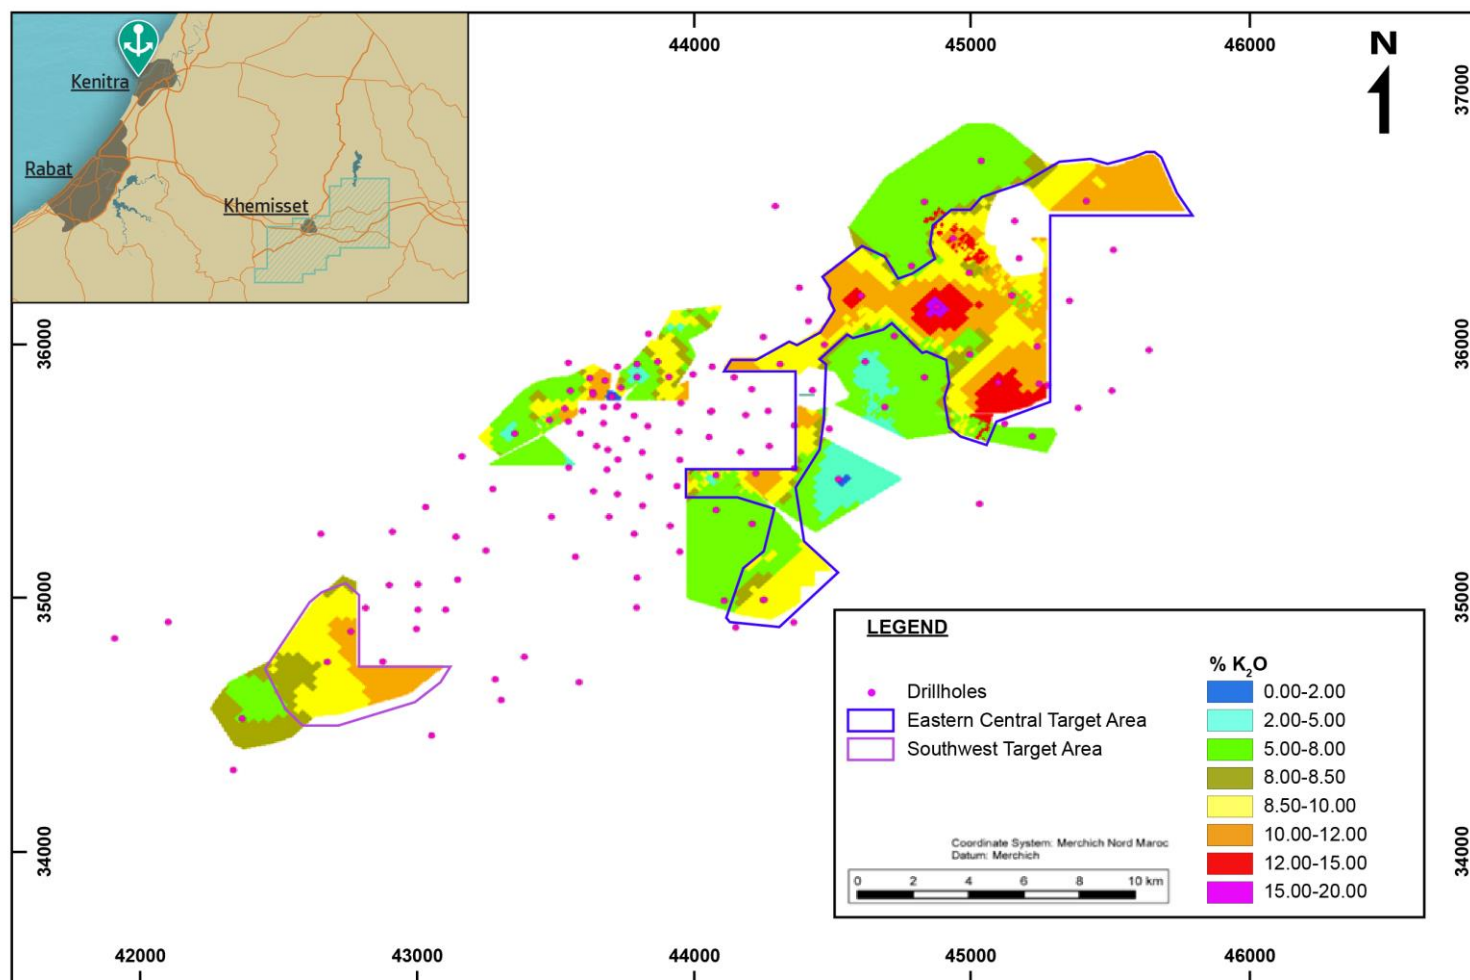 44000
45000
46000
Kenitra
Rabat
Khemisset
N
37000
36000
36000
35000
35000
34000
34000
LEGEND
Drillholes
Eastern Central Target Area
Southwest Target Area
% K₂O
0.00-2.00
2.00-5.00
5.00-8.00
8.00-8.50
8.50-10.00
10.00-12.00
12.00-15.00
15.00-20.00
Coordinate System: Merchich Nord Maroc
Datum: Merchich
0 2 4 6 8 10 km
42000
43000
44000
45000
46000